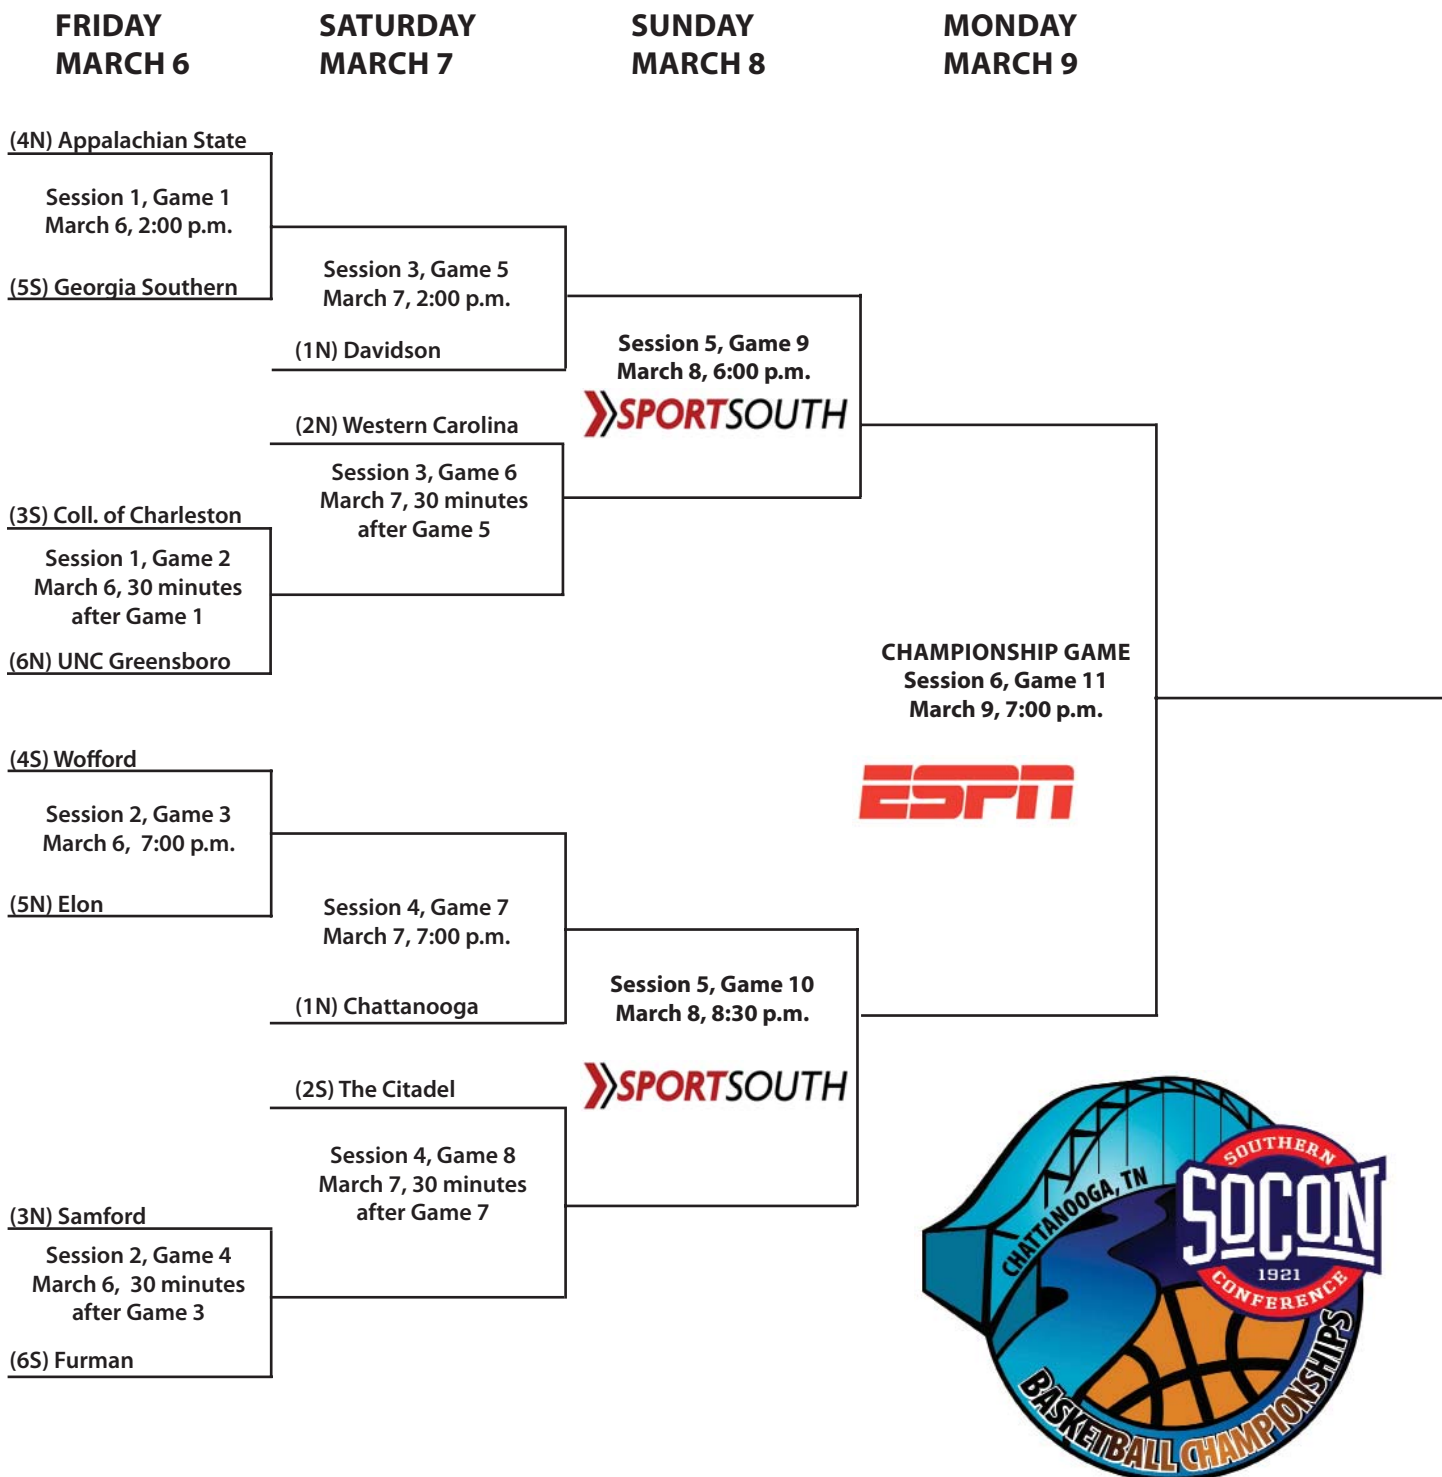 FRIDAY
MARCH 6
SATURDAY
MARCH 7
SUNDAY
MARCH 8
MONDAY
MARCH 9
(4N) Appalachian State
Session 1, Game 1
March 6, 2:00 p.m.
(5S) Georgia Southern
(3S) Coll. of Charleston
Session 1, Game 2
March 6, 30 minutes
after Game 1
(6N) UNC Greensboro
(4S) Wofford
Session 2, Game 3
March 6, 7:00 p.m.
(5N) Elon
(3N) Samford
Session 2, Game 4
March 6, 30 minutes
after Game 3
(6S) Furman
Session 3, Game 5
March 7, 2:00 p.m.
(1N) Davidson
(2N) Western Carolina
Session 3, Game 6
March 7, 30 minutes
after Game 5
Session 4, Game 7
March 7, 7:00 p.m.
(1N) Chattanooga
(2S) The Citadel
Session 4, Game 8
March 7, 30 minutes
after Game 7
Session 5, Game 9
March 8, 6:00 p.m.
SPORTSOUTH
Session 5, Game 10
March 8, 8:30 p.m.
SPORTSOUTH
CHAMPIONSHIP GAME
Session 6, Game 11
March 9, 7:00 p.m.
ESPN
CHATTANOOGA, TN
SOUTHERN
SOCON
1921
CONFERENCE
BASKETBALL CHAMPIONSHIPS